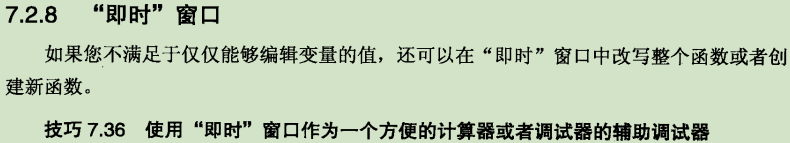 7.2.8 “即时”窗口
如果您不满足于仅仅能够编辑变量的值，还可以在“即时”窗口中改写整个函数或者创
建新函数。
技巧 7.36 使用“即时”窗口作为一个方便的计算器或者调试器的辅助调试器